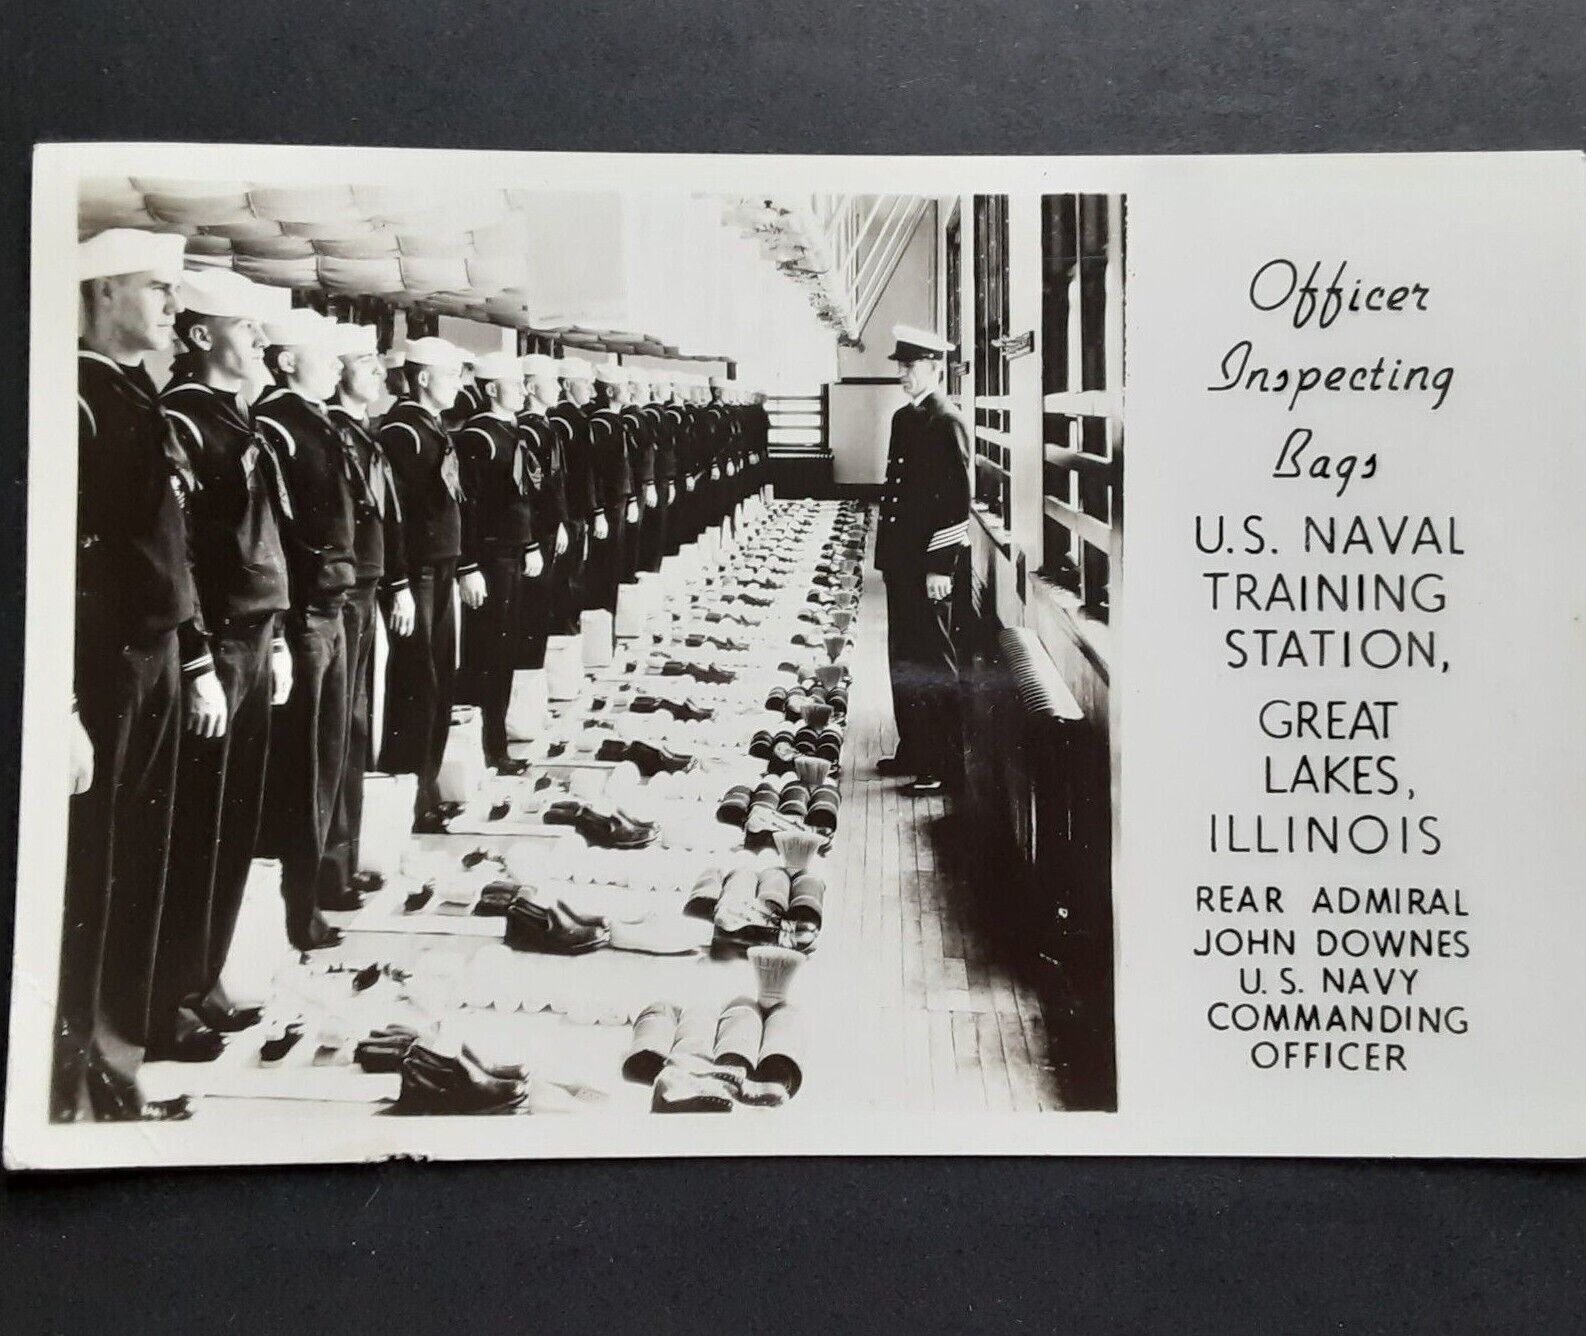 Officer
Inspecting
Bags
U.S. NAVAL
TRAINING
STATION,
GREAT
LAKES,
ILLINOIS
REAR ADMIRAL
JOHN DOWNES
U. S. NAVY
COMMANDING
OFFICER